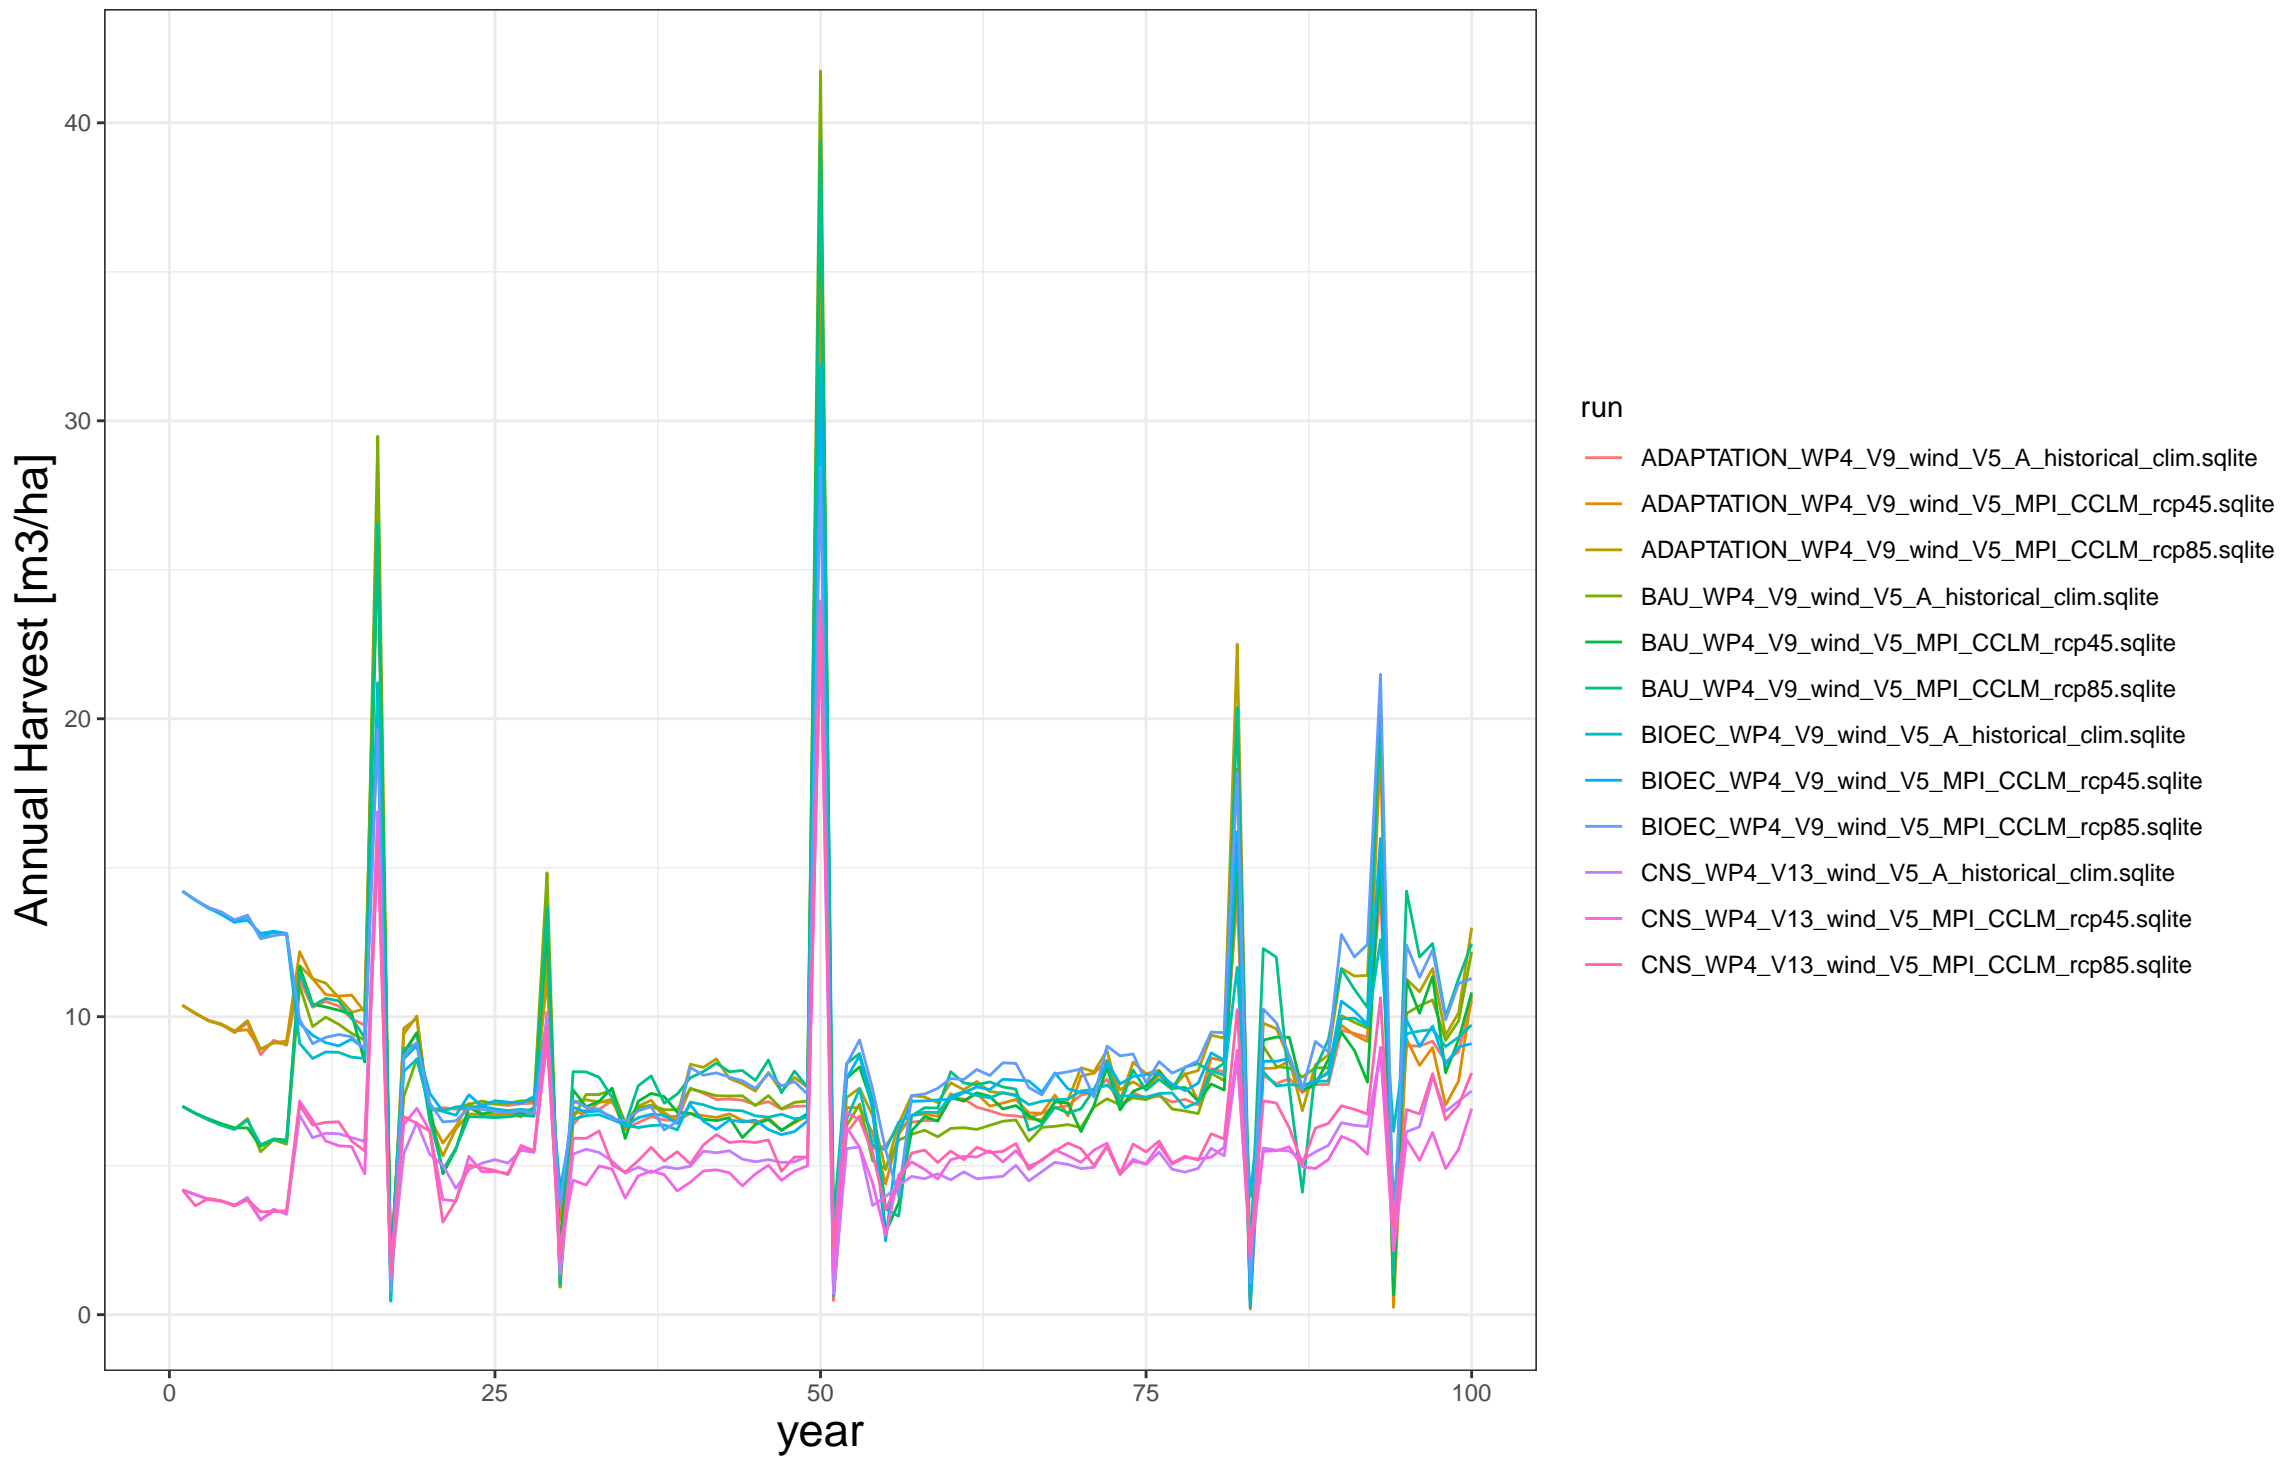 Annual Harvest [m3/ha]
40
30
20
10
0
0 25 50 75 100
year
run
ADAPTATION_WP4_V9_wind_V5_A_historical_clim.sqlite
ADAPTATION_WP4_V9_wind_V5_MPI_CCLM_rcp45.sqlite
ADAPTATION_WP4_V9_wind_V5_MPI_CCLM_rcp85.sqlite
BAU_WP4_V9_wind_V5_A_historical_clim.sqlite
BAU_WP4_V9_wind_V5_MPI_CCLM_rcp45.sqlite
BAU_WP4_V9_wind_V5_MPI_CCLM_rcp85.sqlite
BIOEC_WP4_V9_wind_V5_A_historical_clim.sqlite
BIOEC_WP4_V9_wind_V5_MPI_CCLM_rcp45.sqlite
BIOEC_WP4_V9_wind_V5_MPI_CCLM_rcp85.sqlite
CNS_WP4_V13_wind_V5_A_historical_clim.sqlite
CNS_WP4_V13_wind_V5_MPI_CCLM_rcp45.sqlite
CNS_WP4_V13_wind_V5_MPI_CCLM_rcp85.sqlite